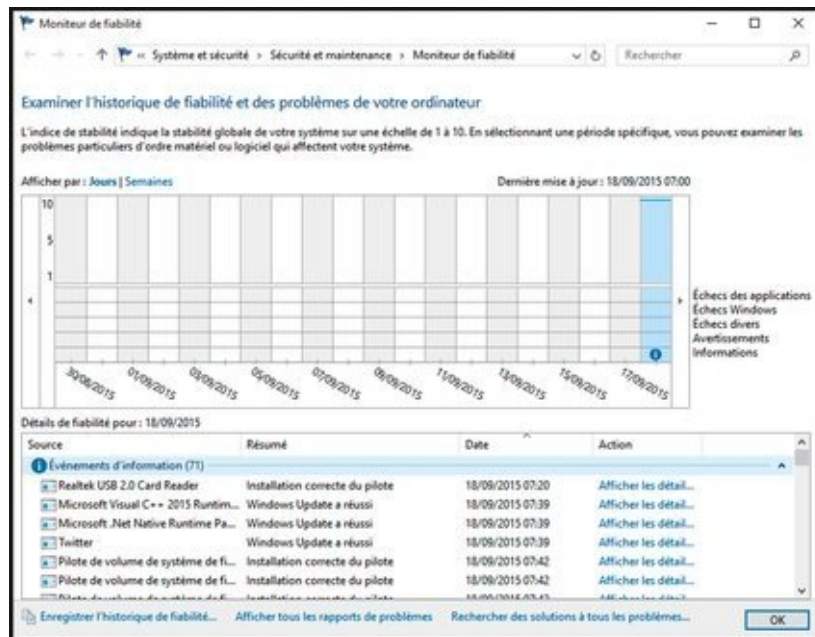 Moniteur de fiabilité
« Système et sécurité › Sécurité et maintenance › Moniteur de fiabilité Rechercher
Examiner l'historique de fiabilité et des problèmes de votre ordinateur
L'indice de stabilité indique la stabilité globale de votre système sur une échelle de 1 à 10. En sélectionnant une période spécifique, vous pouvez examiner les
problèmes particuliers d'ordre matériel ou logiciel qui affectent votre système.
Afficher par : Jours | Semaines Dernière mise à jour : 18/09/2015 07:00
10
5
1
Échecs des applications
Échecs Windows
Échecs divers
Avertissements
Informations
01/09/2015 03/09/2015 05/09/2015 07/09/2015 09/09/2015 11/09/2015 13/09/2015 15/09/2015 17/09/2015
Détails de fiabilité pour : 18/09/2015
Source Résumé Date Action
Événements d'information (71)
Realtek USB 2.0 Card Reader Installation correcte du pilote 18/09/2015 07:20 Afficher les détail...
Microsoft Visual C++ 2015 Runtim... Windows Update a réussi 18/09/2015 07:39 Afficher les détail...
Microsoft .Net Native Runtime Pa... Windows Update a réussi 18/09/2015 07:39 Afficher les détail...
Twitter Windows Update a réussi 18/09/2015 07:39 Afficher les détail...
Pilote de volume de système de fi... Installation correcte du pilote 18/09/2015 07:42 Afficher les détail...
Pilote de volume de système de fi... Installation correcte du pilote 18/09/2015 07:42 Afficher les détail...
Enregistrer l'historique de fiabilité... Afficher tous les rapports de problèmes Rechercher des solutions à tous les problèmes... OK